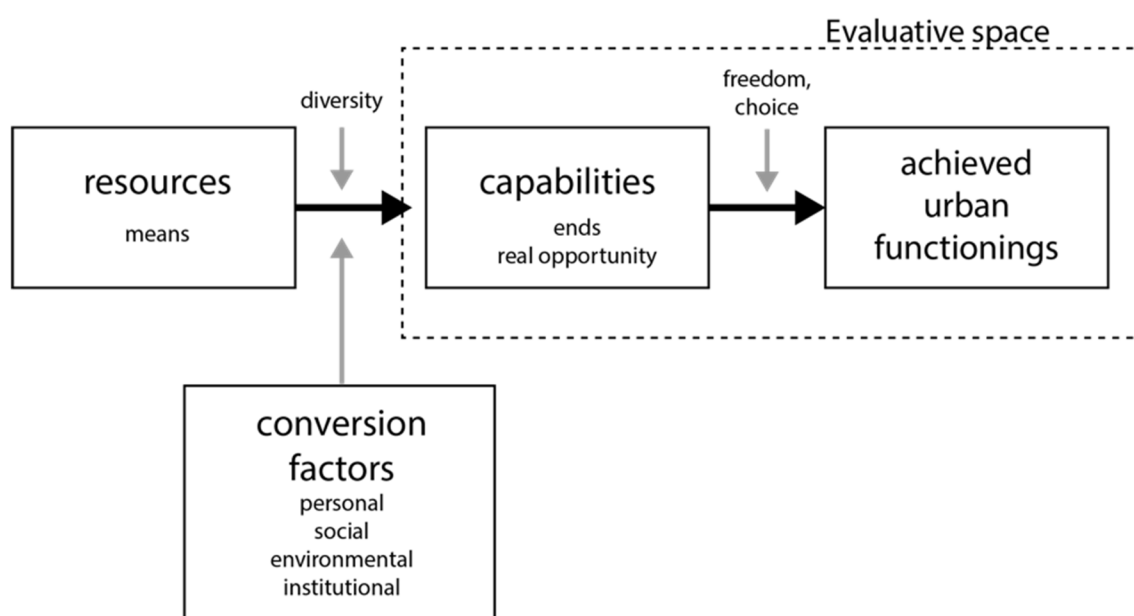 Evaluative space
diversity
freedom,
choice
resources
means
capabilities
ends
real opportunity
achieved
urban
functionings
conversion
factors
personal
social
environmental
institutional